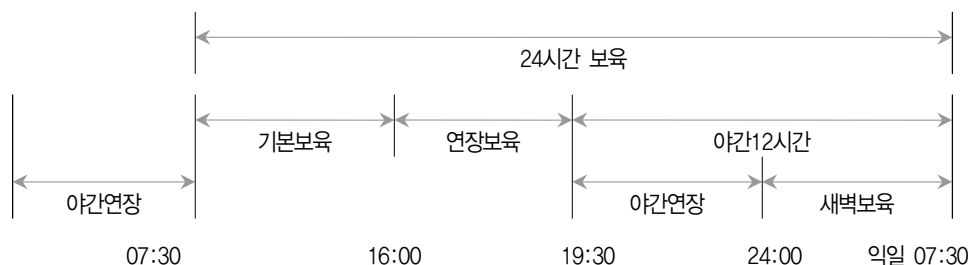 24시간 보육
기본보육 연장보육 야간12시간
야간연장 야간연장 새벽보육
07:30 16:00 19:30 24:00 익일 07:30